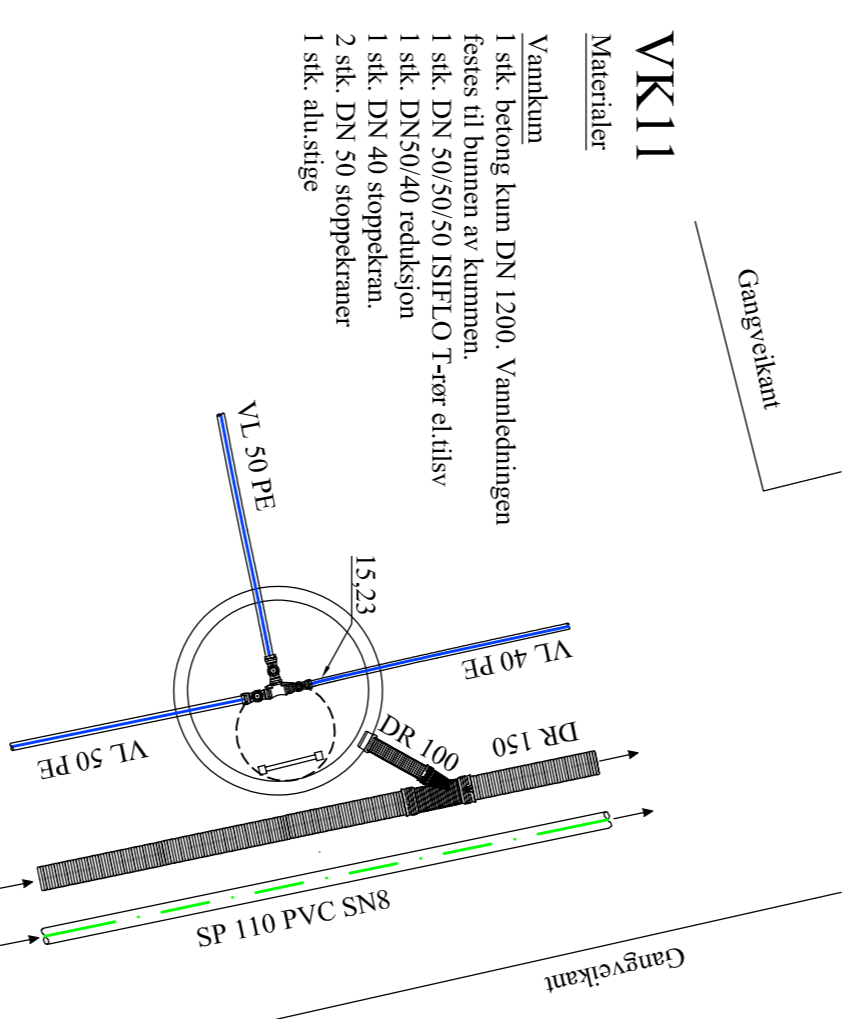 VK11
Materialer
Vannkum
1 stk. betong kum DN 1200. Vannledningen
festes til bunnen av kummen.
1 stk. DN 50/50/50 ISIFLO T-rør el.tilsv
1 stk. DN50/40 reduksjon
1 stk. DN 40 stoppekran.
2 stk. DN 50 stoppekraner
1 stk. alu.stige
Gangveikant
VL 50 PE
15,23
VL 40 PE
VL 50 PE
DR 100
DR 150
SP 110 PVC SN8
Gangveikant